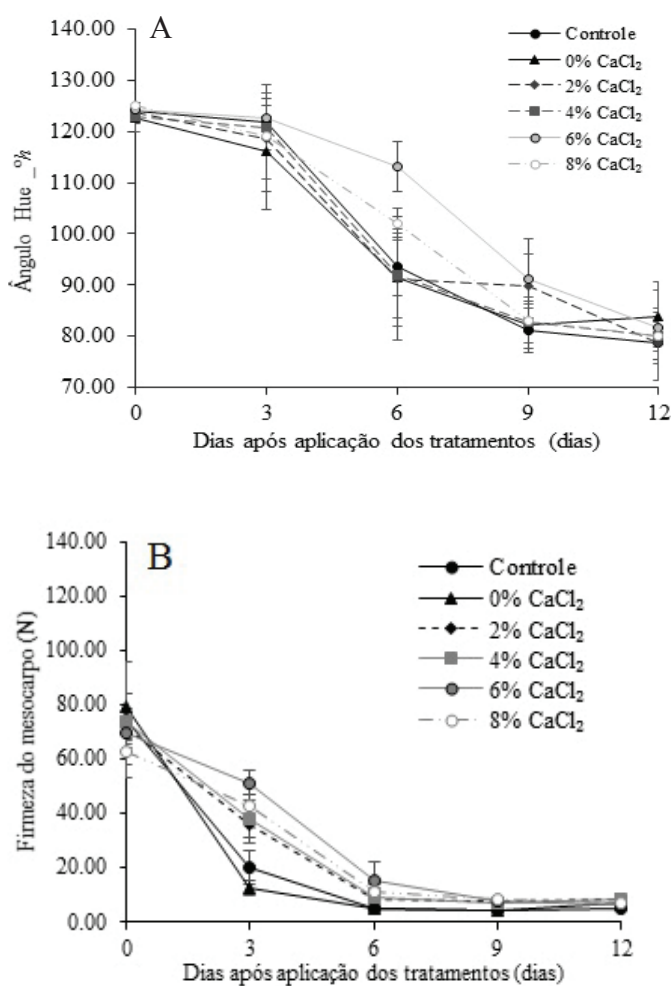 A
140.00
130.00
120.00
110.00
100.00
90.00
80.00
70.00
Ângulo Hue _ºh
0 3 6 9 12
Dias após aplicação dos tratamentos (dias)
Controle
0% CaCl₂
2% CaCl₂
4% CaCl₂
6% CaCl₂
8% CaCl₂
B
140.00
120.00
100.00
80.00
60.00
40.00
20.00
0.00
Firmeza do mesocarpo (N)
0 3 6 9 12
Dias após aplicação dos tratamentos (dias)
Controle
0% CaCl₂
2% CaCl₂
4% CaCl₂
6% CaCl₂
8% CaCl₂